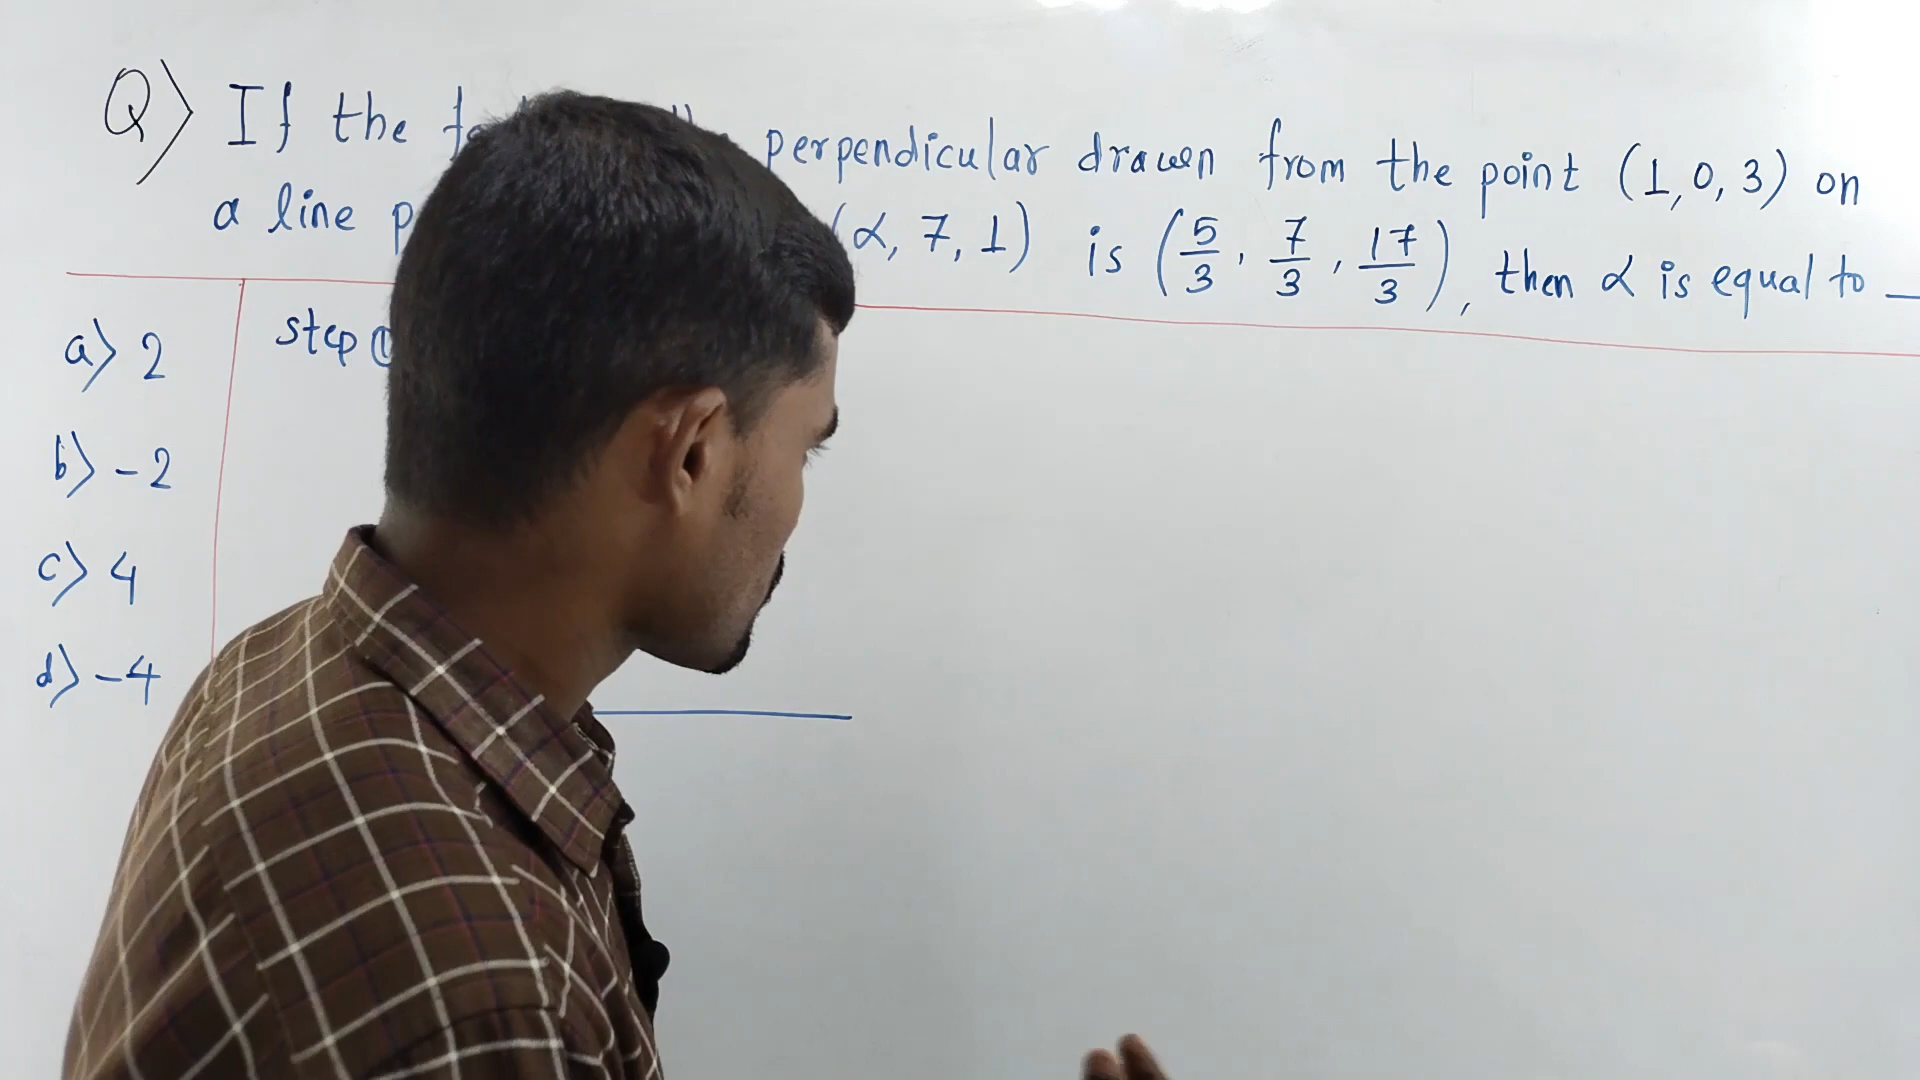 Q) If the perpendicular drawn from the point (1, 0, 3) on
a line (α, 7, 1) is (5/3, 7/3, 17/3), then α is equal to _
a) 2
step ①
b) -2
c) 4
d) -4